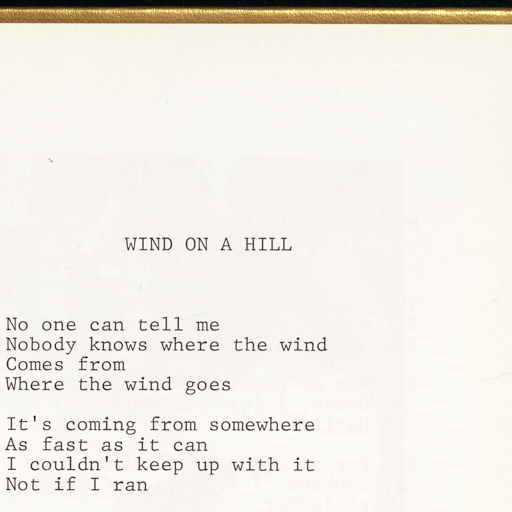 WIND ON A HILL
No one can tell me
Nobody knows where the wind
Comes from
Where the wind goes
It's coming from somewhere
As fast as it can
I couldn't keep up with it
Not if I ran